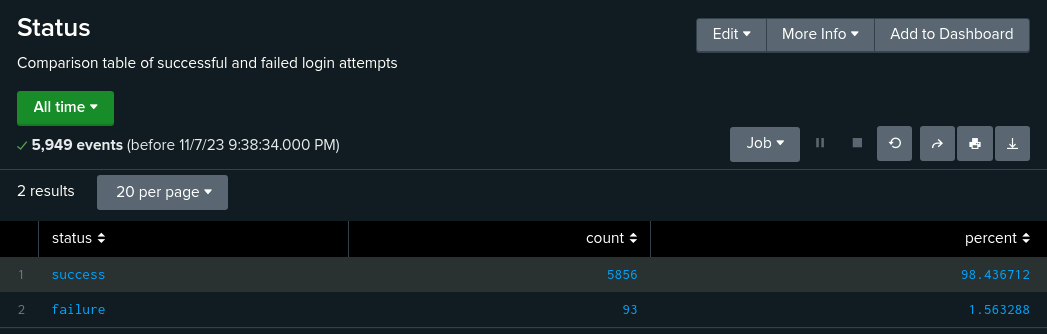 Status
Edit More Info Add to Dashboard
Comparison table of successful and failed login attempts
All time
5,949 events (before 11/7/23 9:38:34.000 PM)
Job
2 results 20 per page
status count percent
1 success 5856 98.436712
2 failure 93 1.563288